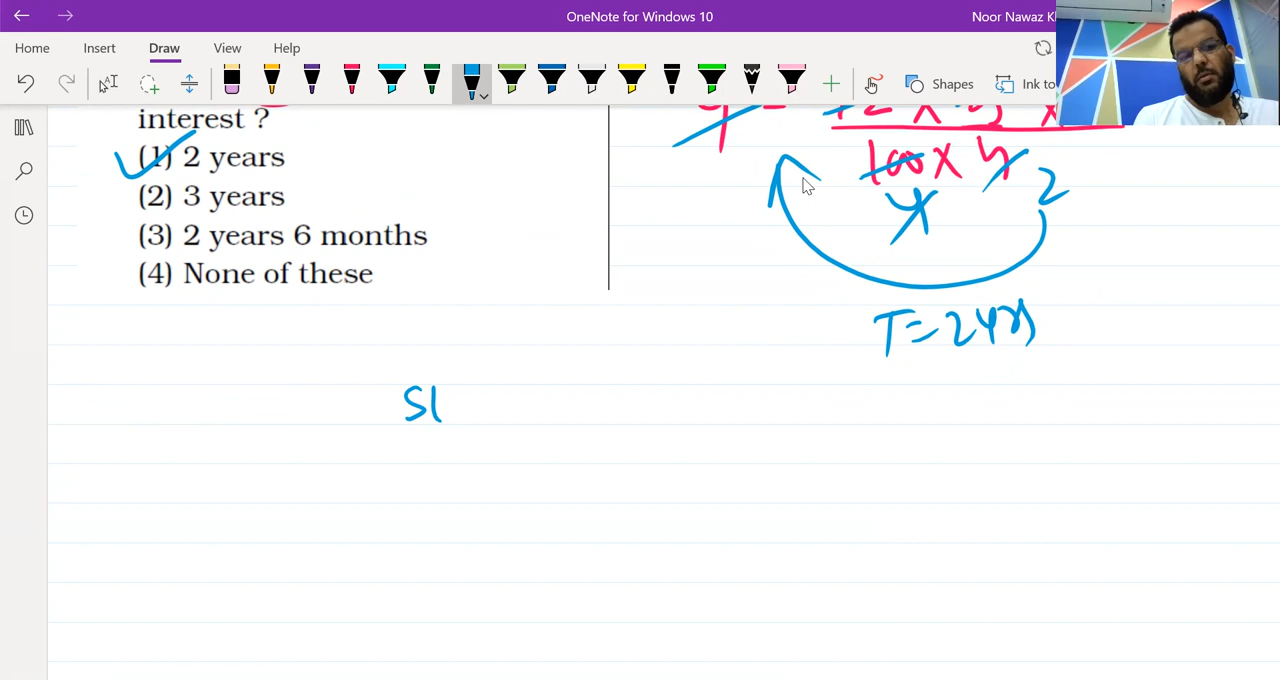 OneNote for Windows 10
Noor Nawaz K
Home Insert Draw View Help
Shapes
Ink to
interest ?
(1) 2 years
(2) 3 years
(3) 2 years 6 months
(4) None of these
100 x 4
2
4
T = 2 yrs
SI